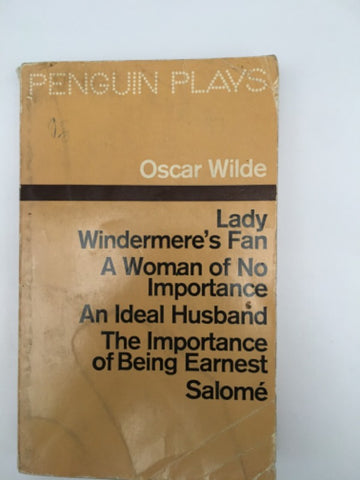 PENGUIN PLAYS
Oscar Wilde
Lady
Windermere's Fan
A Woman of No
Importance
An Ideal Husband
The Importance
of Being Earnest
Salomé